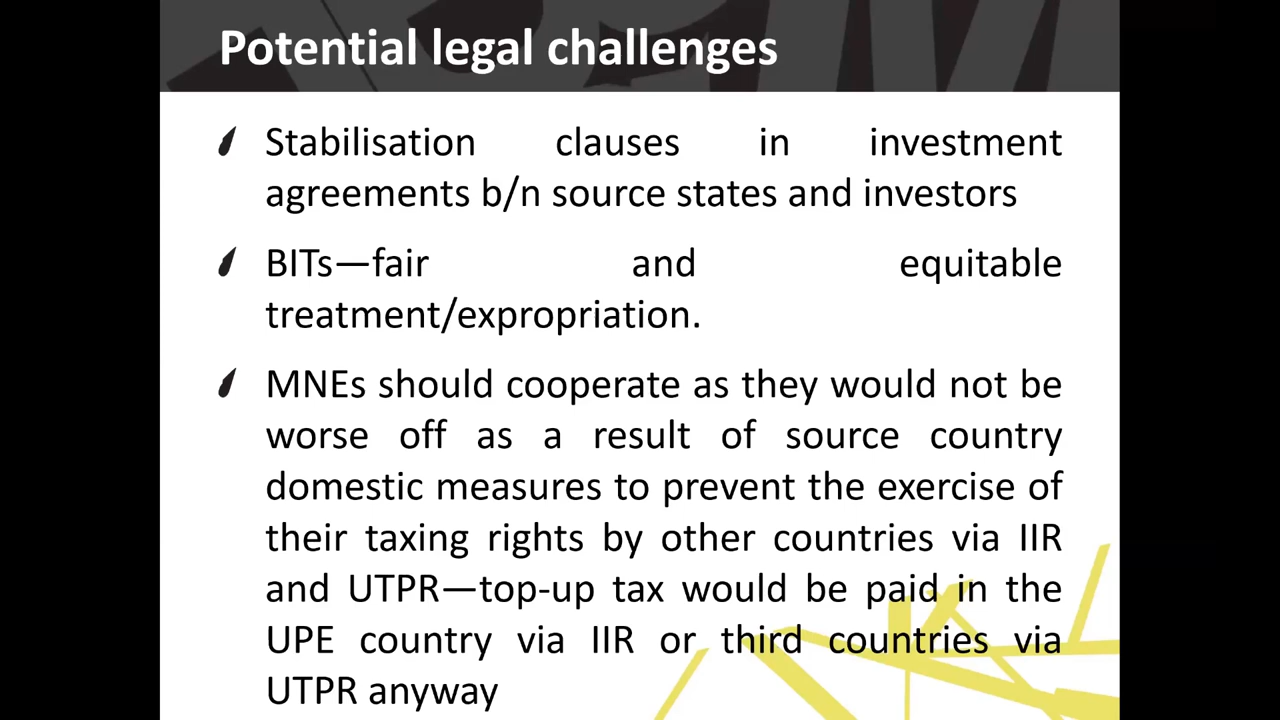 Potential legal challenges
Stabilisation clauses in investment
agreements b/n source states and investors
BITs—fair and equitable
treatment/expropriation.
MNEs should cooperate as they would not be
worse off as a result of source country
domestic measures to prevent the exercise of
their taxing rights by other countries via IIR
and UTPR—top-up tax would be paid in the
UPE country via IIR or third countries via
UTPR anyway